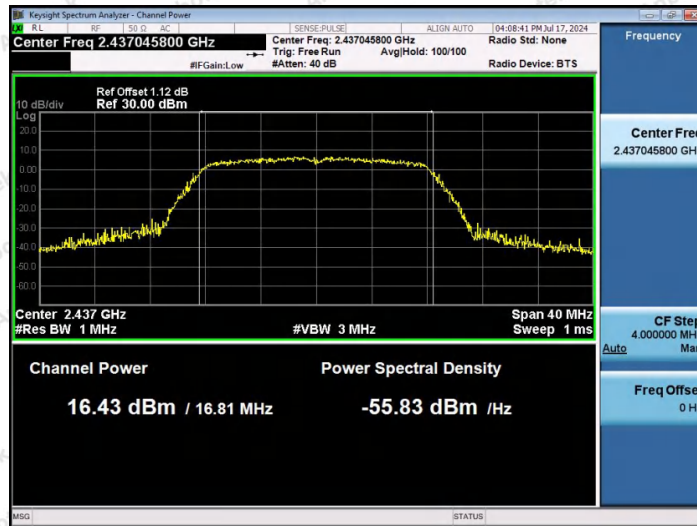 Keysight Spectrum Analyzer - Channel Power
LXI RL RF 50 Ω AC SENSE:PULSE ALIGN AUTO 04:08:41 PM Jul 17, 2024
Center Freq 2.437045800 GHz
Center Freq: 2.437045800 GHz Radio Std: None
Trig: Free Run Avg|Hold: 100/100
#IFGain:Low #Atten: 40 dB Radio Device: BTS
Ref Offset 1.12 dB
10 dB/div Ref 30.00 dBm
Log
20.0
10.0
0.00
-10.0
-20.0
-30.0
-40.0
-50.0
-60.0
Center 2.437 GHz Span 40 MHz
#Res BW 1 MHz #VBW 3 MHz Sweep 1 ms
Channel Power Power Spectral Density
16.43 dBm / 16.81 MHz -55.83 dBm /Hz
MSG STATUS
Frequency
Center Freq
2.437045800 GH
CF Step
4.000000 MH
Auto Ma
Freq Offse
0 H